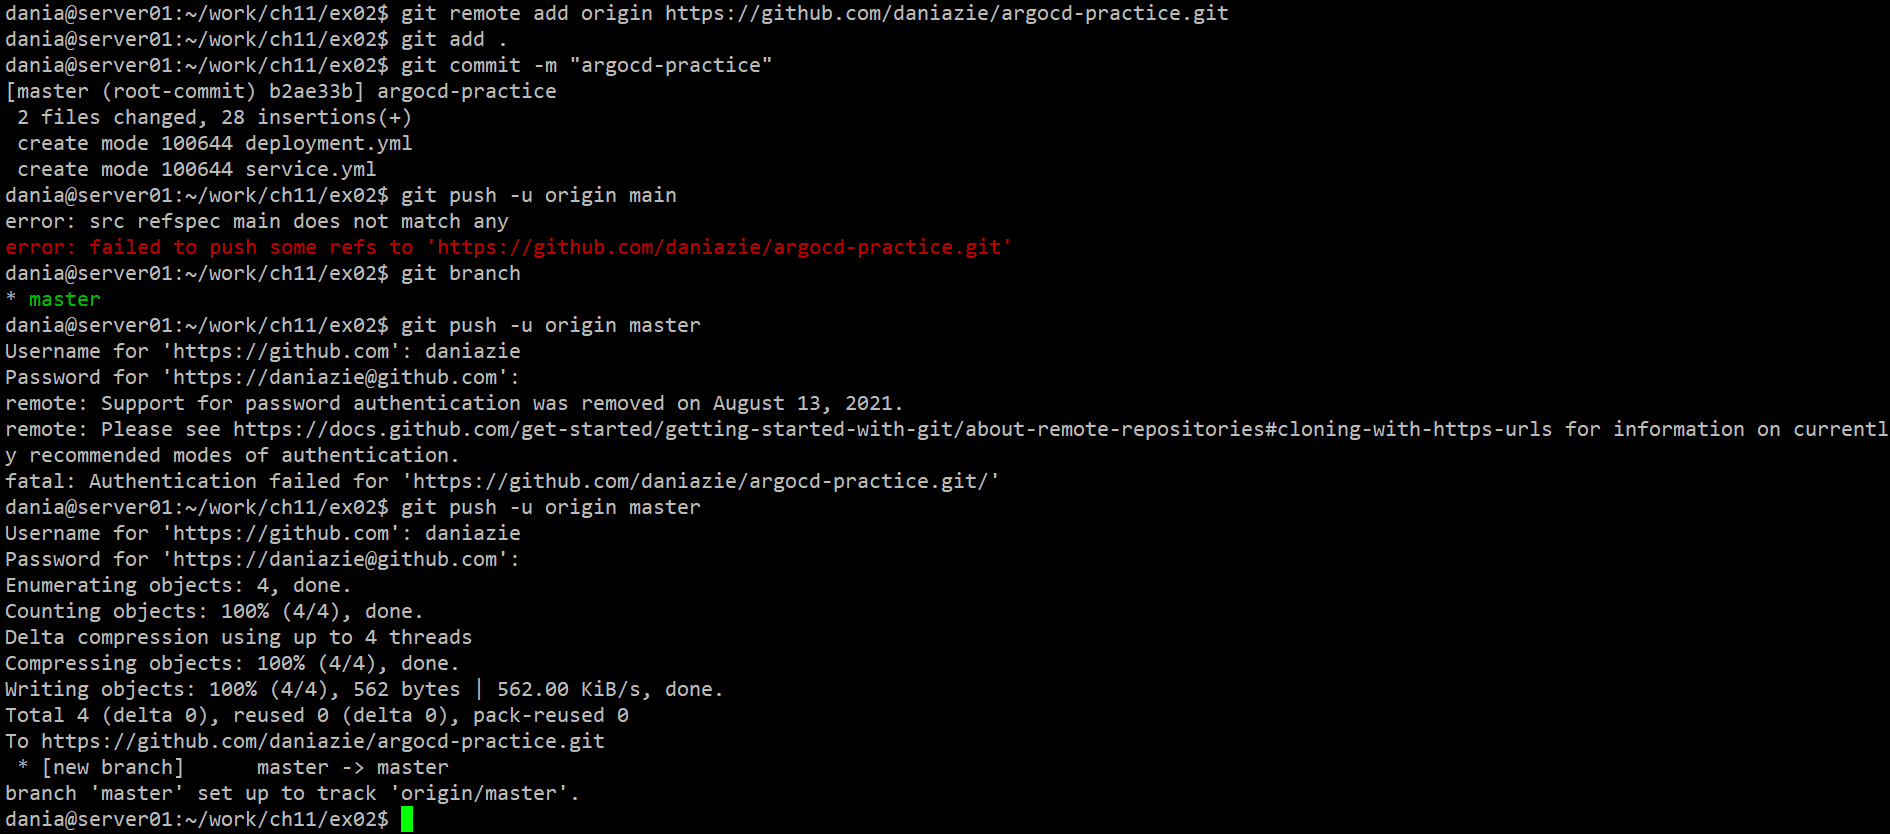 dania@server01:~/work/ch11/ex02$ git remote add origin https://github.com/daniazie/argocd-practice.git
dania@server01:~/work/ch11/ex02$ git add .
dania@server01:~/work/ch11/ex02$ git commit -m "argocd-practice"
[master (root-commit) b2ae33b] argocd-practice
 2 files changed, 28 insertions(+)
 create mode 100644 deployment.yml
 create mode 100644 service.yml
dania@server01:~/work/ch11/ex02$ git push -u origin main
error: src refspec main does not match any
error: failed to push some refs to 'https://github.com/daniazie/argocd-practice.git'
dania@server01:~/work/ch11/ex02$ git branch
* master
dania@server01:~/work/ch11/ex02$ git push -u origin master
Username for 'https://github.com': daniazie
Password for 'https://daniazie@github.com':
remote: Support for password authentication was removed on August 13, 2021.
remote: Please see https://docs.github.com/get-started/getting-started-with-git/about-remote-repositories#cloning-with-https-urls for information on currentl
y recommended modes of authentication.
fatal: Authentication failed for 'https://github.com/daniazie/argocd-practice.git/'
dania@server01:~/work/ch11/ex02$ git push -u origin master
Username for 'https://github.com': daniazie
Password for 'https://daniazie@github.com':
Enumerating objects: 4, done.
Counting objects: 100% (4/4), done.
Delta compression using up to 4 threads
Compressing objects: 100% (4/4), done.
Writing objects: 100% (4/4), 562 bytes | 562.00 KiB/s, done.
Total 4 (delta 0), reused 0 (delta 0), pack-reused 0
To https://github.com/daniazie/argocd-practice.git
 * [new branch]      master -> master
branch 'master' set up to track 'origin/master'.
dania@server01:~/work/ch11/ex02$